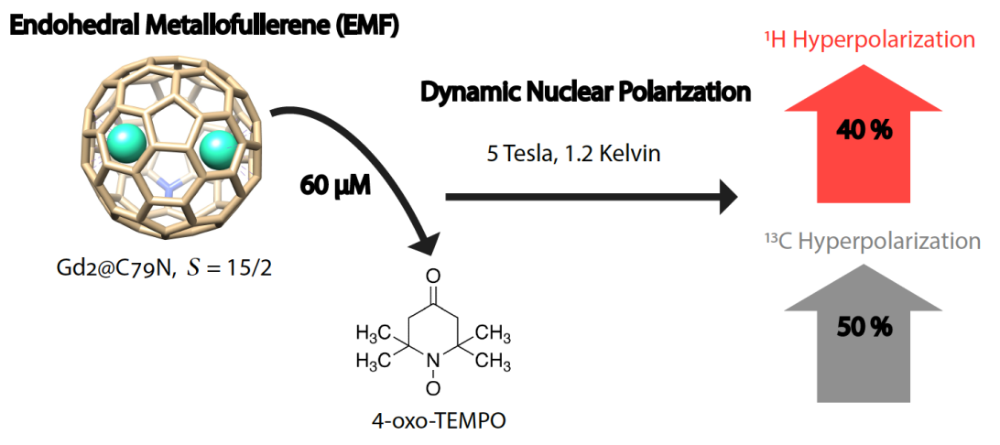 Endohedral Metallofullerene (EMF)
¹H Hyperpolarization
Dynamic Nuclear Polarization
40 %
5 Tesla, 1.2 Kelvin
60 µM
¹³C Hyperpolarization
Gd2@C79N, S = 15/2
O
50 %
H₃C
CH₃
H₃C
N
CH₃
O
4-oxo-TEMPO